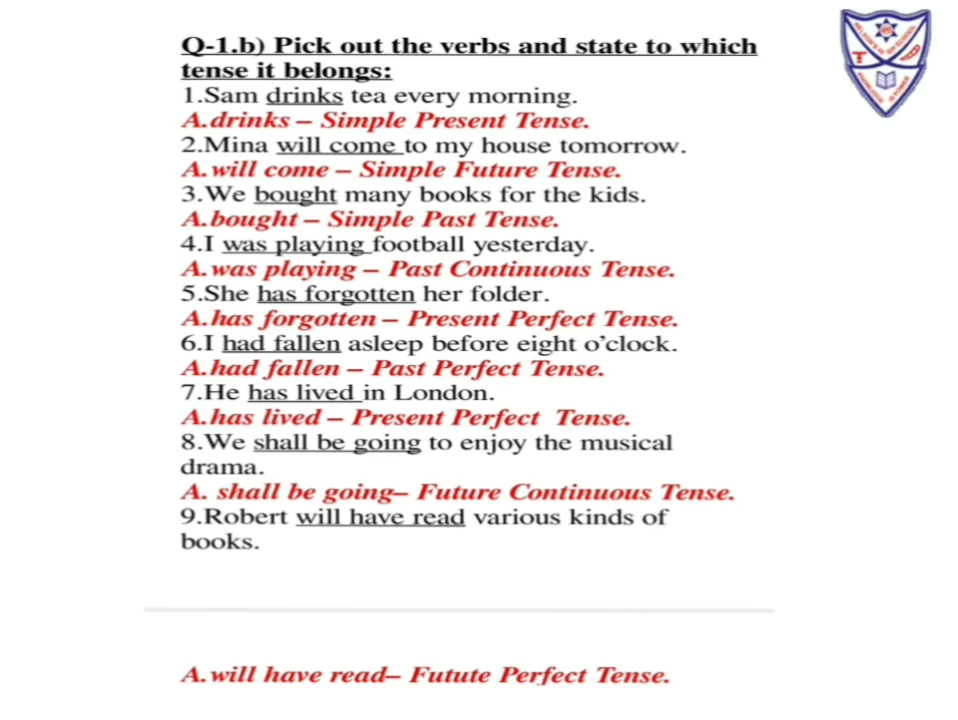 Q-1.b) Pick out the verbs and state to which
tense it belongs:
1.Sam drinks tea every morning.
A.drinks – Simple Present Tense.
2.Mina will come to my house tomorrow.
A.will come – Simple Future Tense.
3.We bought many books for the kids.
A.bought – Simple Past Tense.
4.I was playing football yesterday.
A.was playing – Past Continuous Tense.
5.She has forgotten her folder.
A.has forgotten – Present Perfect Tense.
6.I had fallen asleep before eight o’clock.
A.had fallen – Past Perfect Tense.
7.He has lived in London.
A.has lived – Present Perfect Tense.
8.We shall be going to enjoy the musical
drama.
A. shall be going– Future Continuous Tense.
9.Robert will have read various kinds of
books.
A.will have read– Futute Perfect Tense.